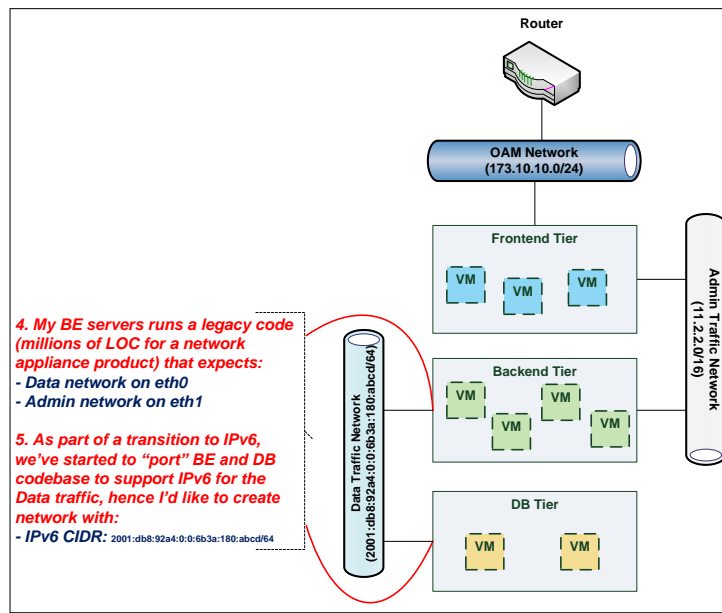 Router
OAM Network
(173.10.10.0/24)
Frontend Tier
VM
VM
VM
Admin Traffic Network
(11.2.2.0/16)
4. My BE servers runs a legacy code
(millions of LOC for a network
appliance product) that expects:
- Data network on eth0
- Admin network on eth1
5. As part of a transition to IPv6,
we've started to “port” BE and DB
codebase to support IPv6 for the
Data traffic, hence I'd like to create
network with:
- IPv6 CIDR: 2001:db8:92a4:0:0:6b3a:180:abcd/64
Data Traffic Network
(2001:db8:92a4:0:0:6b3a:180:abcd/64)
Backend Tier
VM
VM
VM
VM
DB Tier
VM
VM